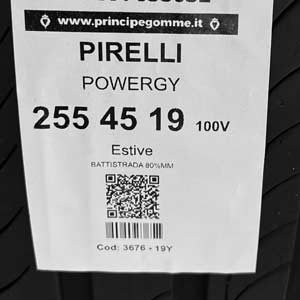 www.principegomme.it
PIRELLI
POWERGY
255 45 19 100V
Estive
BATTISTRADA 80%MM
Cod: 3676 - 19Y